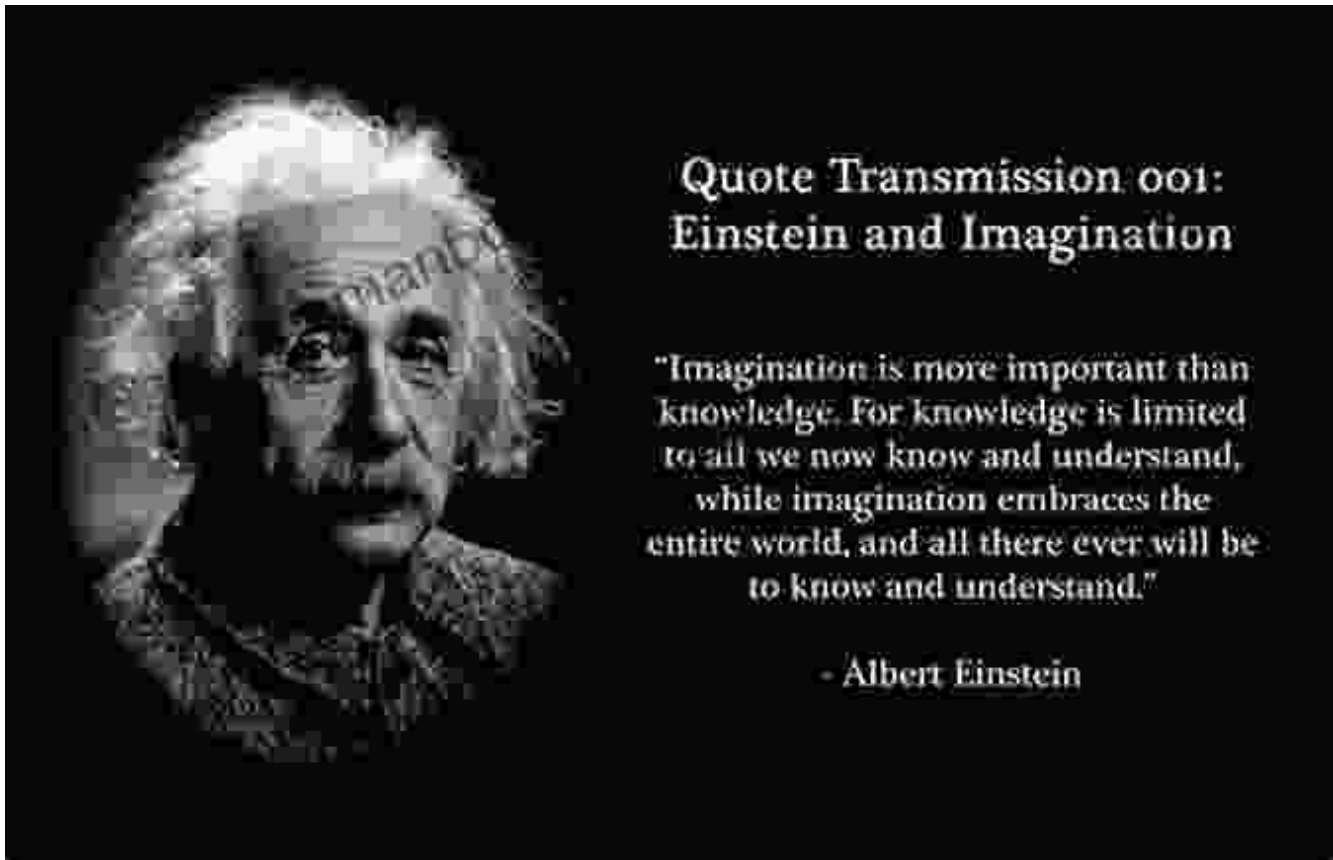 Quote Transmission 001:
Einstein and Imagination
"Imagination is more important than
knowledge. For knowledge is limited
to all we now know and understand,
while imagination embraces the
entire world, and all there ever will be
to know and understand."
- Albert Einstein